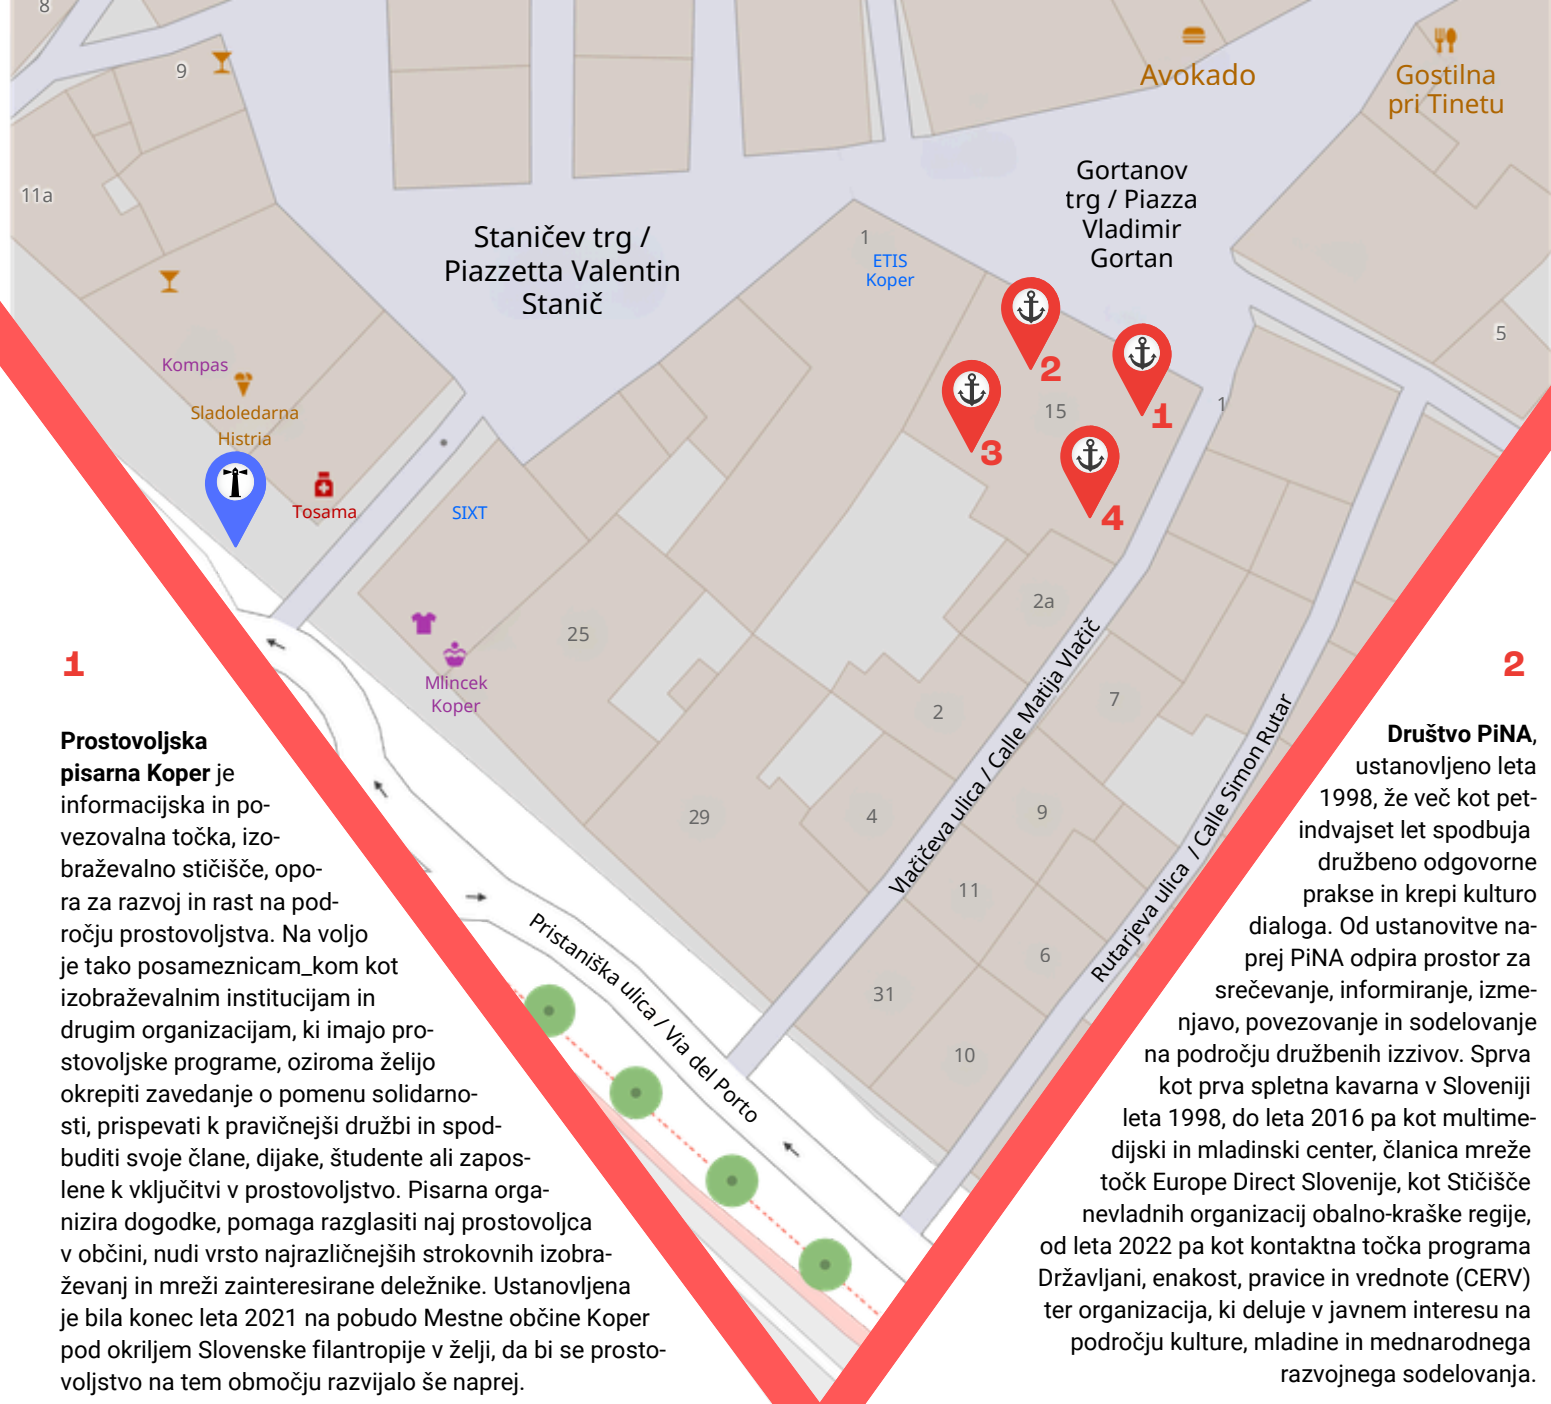 8
9
11a
Avokado
Gostilna
pri Tinetu
Gortanov
trg / Piazza
Vladimir
Gortan
Staničev trg /
Piazzetta Valentin
Stanič
1
ETIS
Koper
5
Kompas
Sladoledarna
Histria
Tosama
SIXT
2
1
3
4
15
1
2a
25
Mlincek
Koper
2
7
29
4
9
11
6
31
10
Vlačičeva ulica / Calle Matija Vlačič
Rutarjeva ulica / Calle Simon Rutar
Pristaniška ulica / Via del Porto
1
Prostovoljska
pisarna Koper je
informacijska in po-
vezovalna točka, izo-
braževalno stičišče, opo-
ra za razvoj in rast na pod-
ročju prostovoljstva. Na voljo
je tako posameznicam_kom kot
izobraževalnim institucijam in
drugim organizacijam, ki imajo pro-
stovoljske programe, oziroma želijo
okrepiti zavedanje o pomenu solidarno-
sti, prispevati k pravičnejši družbi in spod-
buditi svoje člane, dijake, študente ali zapos-
lene k vključitvi v prostovoljstvo. Pisarna orga-
nizira dogodke, pomaga razglasiti naj prostovoljca
v občini, nudi vrsto najrazličnejših strokovnih izobra-
ževanj in mreži zainteresirane deležnike. Ustanovljena
je bila konec leta 2021 na pobudo Mestne občine Koper
pod okriljem Slovenske filantropije v želji, da bi se prosto-
voljstvo na tem območju razvijalo še naprej.
2
Društvo PiNA,
ustanovljeno leta
1998, že več kot pet-
indvajset let spodbuja
družbeno odgovorne
prakse in krepi kulturo
dialoga. Od ustanovitve na-
prej PiNA odpira prostor za
srečevanje, informiranje, izme-
njavo, povezovanje in sodelovanje
na področju družbenih izzivov. Sprva
kot prva spletna kavarna v Sloveniji
leta 1998, do leta 2016 pa kot multime-
dijski in mladinski center, članica mreže
točk Europe Direct Slovenije, kot Stičišče
nevladnih organizacij obalno-kraške regije,
od leta 2022 pa kot kontaktna točka programa
Državljani, enakost, pravice in vrednote (CERV)
ter organizacija, ki deluje v javnem interesu na
področju kulture, mladine in mednarodnega
razvojnega sodelovanja.